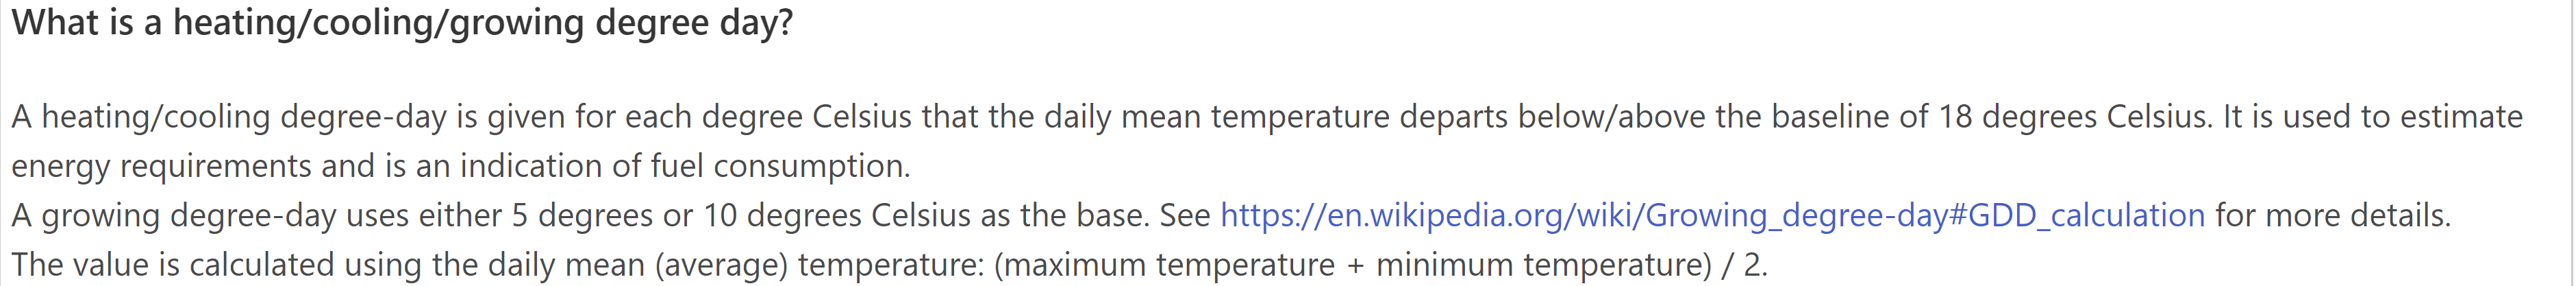 What is a heating/cooling/growing degree day?
A heating/cooling degree-day is given for each degree Celsius that the daily mean temperature departs below/above the baseline of 18 degrees Celsius. It is used to estimate
energy requirements and is an indication of fuel consumption.
A growing degree-day uses either 5 degrees or 10 degrees Celsius as the base. See https://en.wikipedia.org/wiki/Growing_degree-day#GDD_calculation for more details.
The value is calculated using the daily mean (average) temperature: (maximum temperature + minimum temperature) / 2.